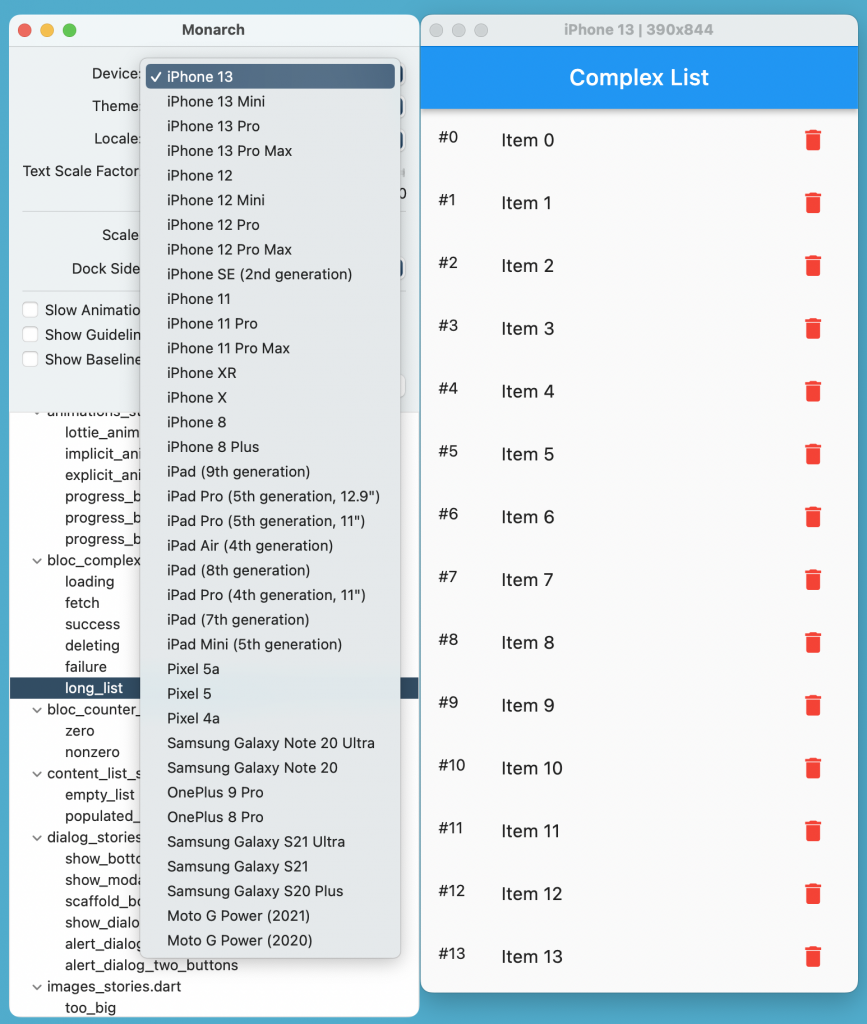 Monarch
Device:
Theme:
Locale:
Text Scale Factor
0
Scale
Dock Side
Slow Animatio
Show Guidelin
Show Baseline
✓ iPhone 13
iPhone 13 Mini
iPhone 13 Pro
iPhone 13 Pro Max
iPhone 12
iPhone 12 Mini
iPhone 12 Pro
iPhone 12 Pro Max
iPhone SE (2nd generation)
iPhone 11
iPhone 11 Pro
iPhone 11 Pro Max
iPhone XR
iPhone X
iPhone 8
iPhone 8 Plus
iPad (9th generation)
iPad Pro (5th generation, 12.9")
iPad Pro (5th generation, 11")
iPad Air (4th generation)
iPad (8th generation)
iPad Pro (4th generation, 11")
iPad (7th generation)
iPad Mini (5th generation)
Pixel 5a
Pixel 5
Pixel 4a
Samsung Galaxy Note 20 Ultra
Samsung Galaxy Note 20
OnePlus 9 Pro
OnePlus 8 Pro
Samsung Galaxy S21 Ultra
Samsung Galaxy S21
Samsung Galaxy S20 Plus
Moto G Power (2021)
Moto G Power (2020)
animations_st
lottie_anim
implicit_ani
explicit_ani
progress_b
progress_b
progress_b
bloc_complex
loading
fetch
success
deleting
failure
long_list
bloc_counter_
zero
nonzero
content_list_s
empty_list
populated_
dialog_stories
show_botto
show_moda
scaffold_bo
show_dialo
alert_dialog
alert_dialog_two_buttons
images_stories.dart
too_big
iPhone 13 | 390x844
Complex List
#0 Item 0
#1 Item 1
#2 Item 2
#3 Item 3
#4 Item 4
#5 Item 5
#6 Item 6
#7 Item 7
#8 Item 8
#9 Item 9
#10 Item 10
#11 Item 11
#12 Item 12
#13 Item 13